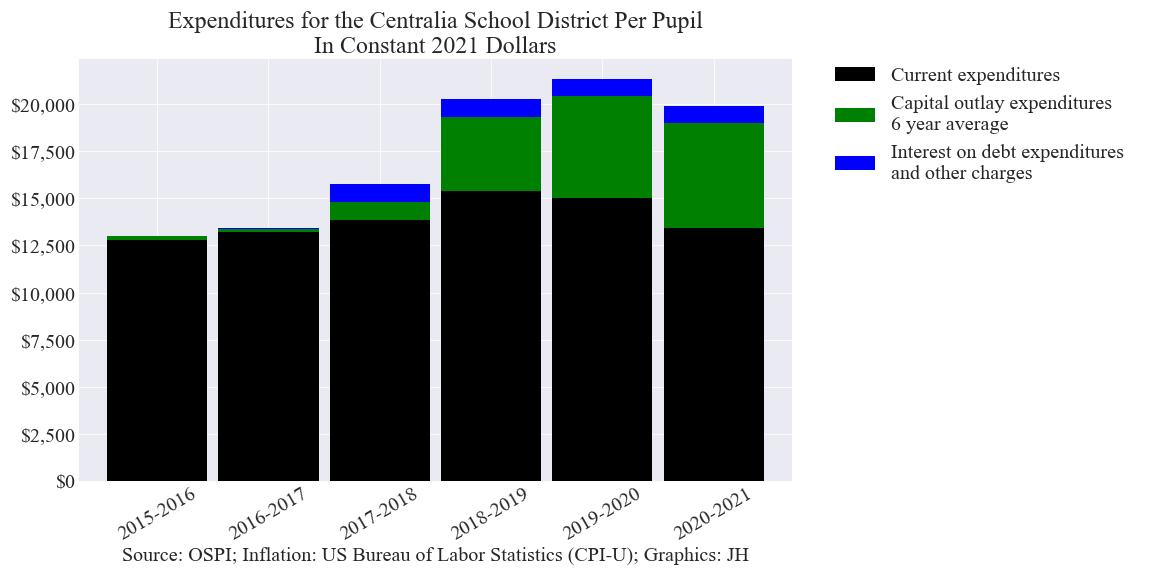 Expenditures for the Centralia School District Per Pupil
In Constant 2021 Dollars
$20,000
$17,500
$15,000
$12,500
$10,000
$7,500
$5,000
$2,500
$0
2015-2016
2016-2017
2017-2018
2018-2019
2019-2020
2020-2021
Source: OSPI; Inflation: US Bureau of Labor Statistics (CPI-U); Graphics: JH
Current expenditures
Capital outlay expenditures
6 year average
Interest on debt expenditures
and other charges